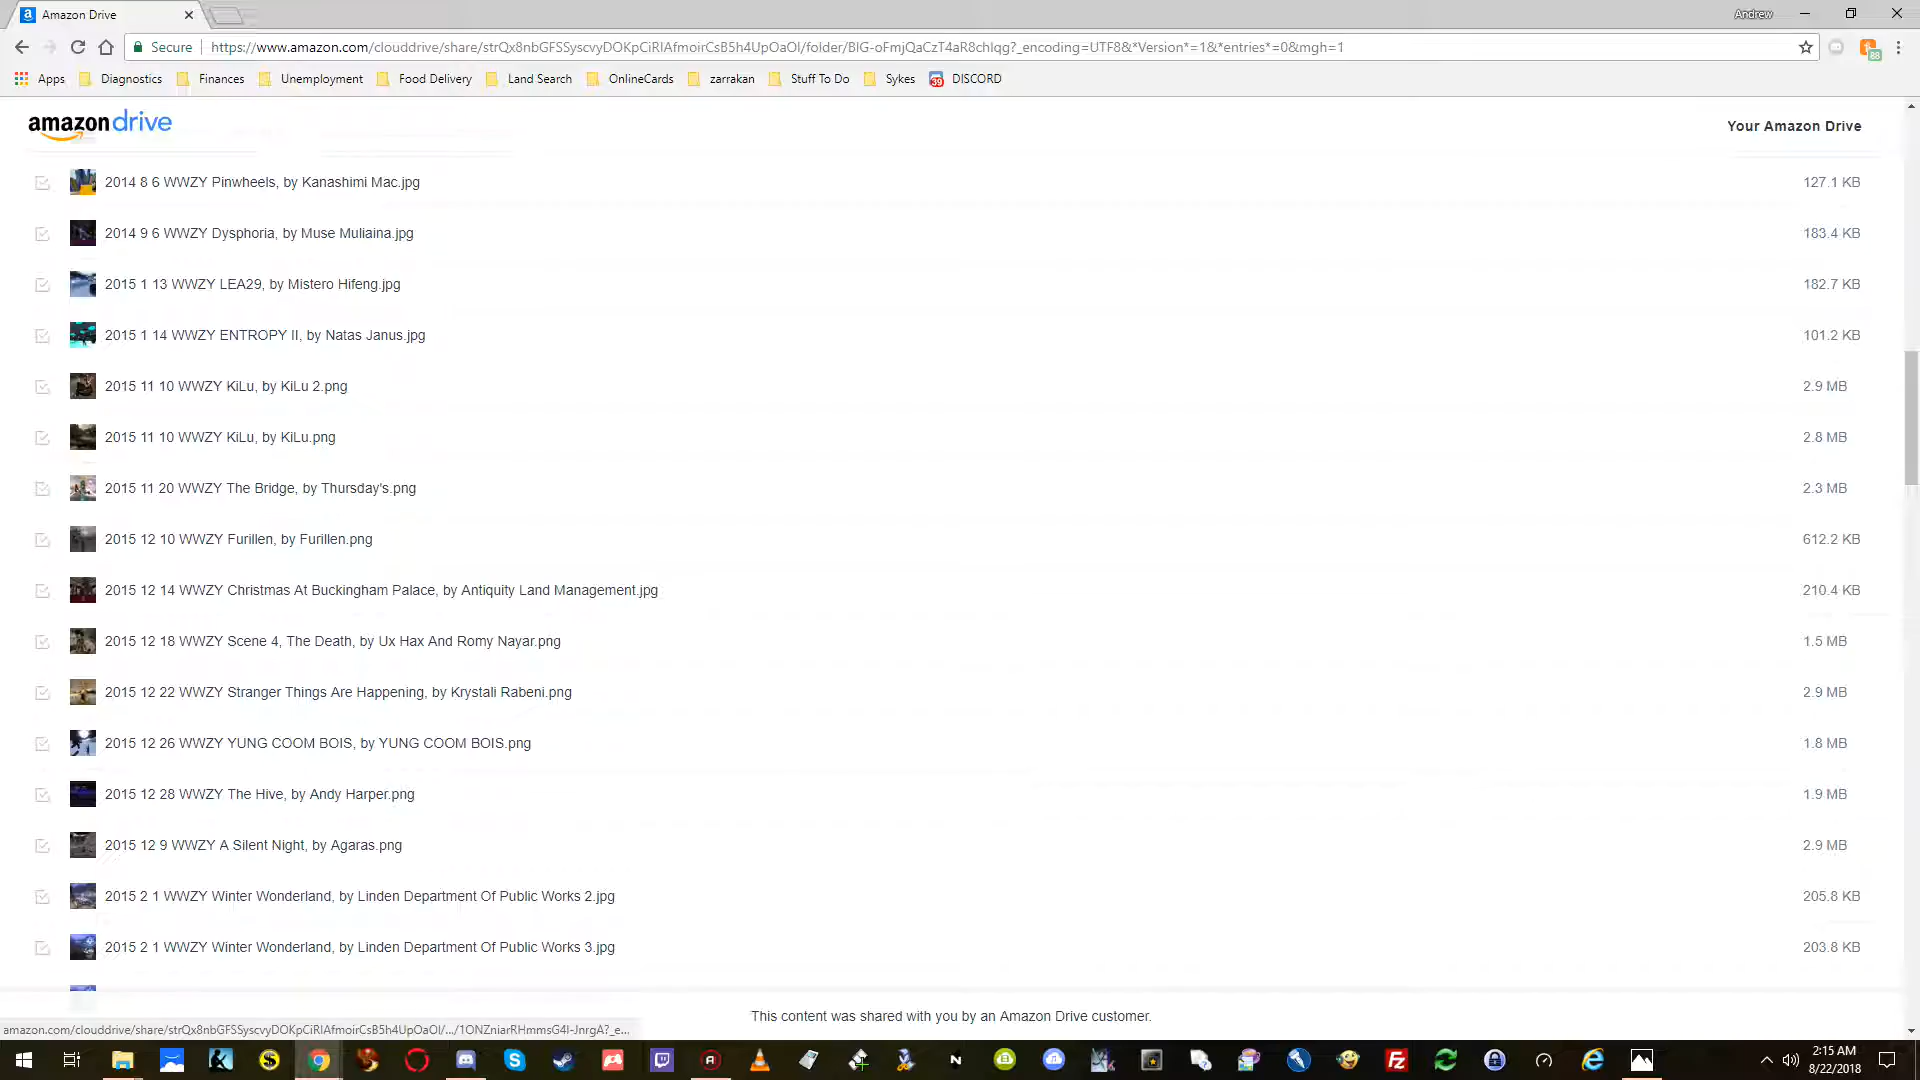 Amazon Drive
Andrew
Secure https://www.amazon.com/clouddrive/share/strQx8nbGFSSyscvyDOKpCiRlAfmoirCsB5h4UpOaOl/folder/BlG-oFmjQaCzT4aR8chlqg?_encoding=UTF8&*Version*=1&*entries*=0&mgh=1
88
Apps Diagnostics Finances Unemployment Food Delivery Land Search OnlineCards zarrakan Stuff To Do Sykes 39 DISCORD
amazon drive
Your Amazon Drive
2014 8 6 WWZY Pinwheels, by Kanashimi Mac.jpg 127.1 KB
2014 9 6 WWZY Dysphoria, by Muse Muliaina.jpg 183.4 KB
2015 1 13 WWZY LEA29, by Mistero Hifeng.jpg 182.7 KB
2015 1 14 WWZY ENTROPY II, by Natas Janus.jpg 101.2 KB
2015 11 10 WWZY KiLu, by KiLu 2.png 2.9 MB
2015 11 10 WWZY KiLu, by KiLu.png 2.8 MB
2015 11 20 WWZY The Bridge, by Thursday's.png 2.3 MB
2015 12 10 WWZY Furillen, by Furillen.png 612.2 KB
2015 12 14 WWZY Christmas At Buckingham Palace, by Antiquity Land Management.jpg 210.4 KB
2015 12 18 WWZY Scene 4, The Death, by Ux Hax And Romy Nayar.png 1.5 MB
2015 12 22 WWZY Stranger Things Are Happening, by Krystali Rabeni.png 2.9 MB
2015 12 26 WWZY YUNG COOM BOIS, by YUNG COOM BOIS.png 1.8 MB
2015 12 28 WWZY The Hive, by Andy Harper.png 1.9 MB
2015 12 9 WWZY A Silent Night, by Agaras.png 2.9 MB
2015 2 1 WWZY Winter Wonderland, by Linden Department Of Public Works 2.jpg 205.8 KB
2015 2 1 WWZY Winter Wonderland, by Linden Department Of Public Works 3.jpg 203.8 KB
This content was shared with you by an Amazon Drive customer.
amazon.com/clouddrive/share/strQx8nbGFSSyscvyDOKpCiRlAfmoirCsB5h4UpOaOl/.../1ONZniarRHmmsG4l-JnrgA?_e...
2:15 AM
8/22/2018